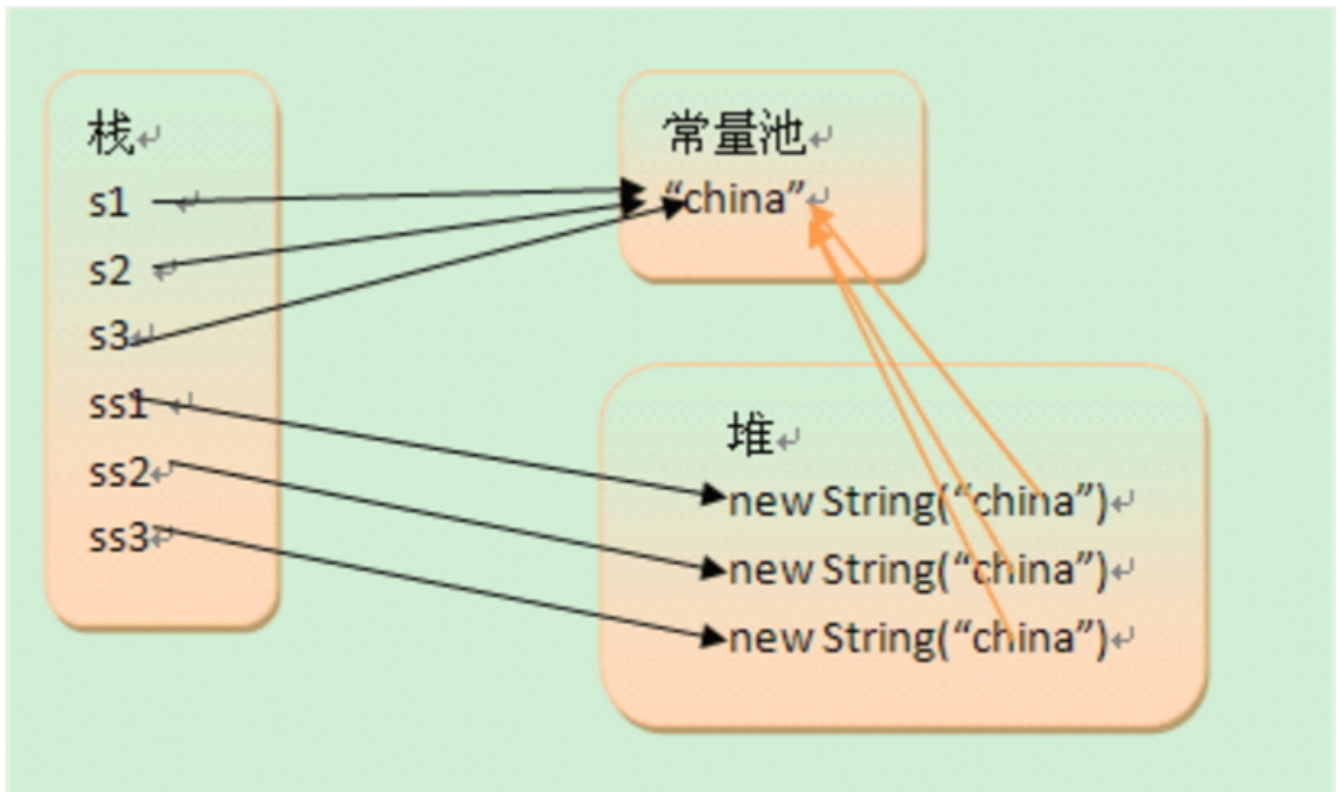 栈
s1
s2
s3
ss1
ss2
ss3
常量池
“china”
堆
new String(“china”)
new String(“china”)
new String(“china”)